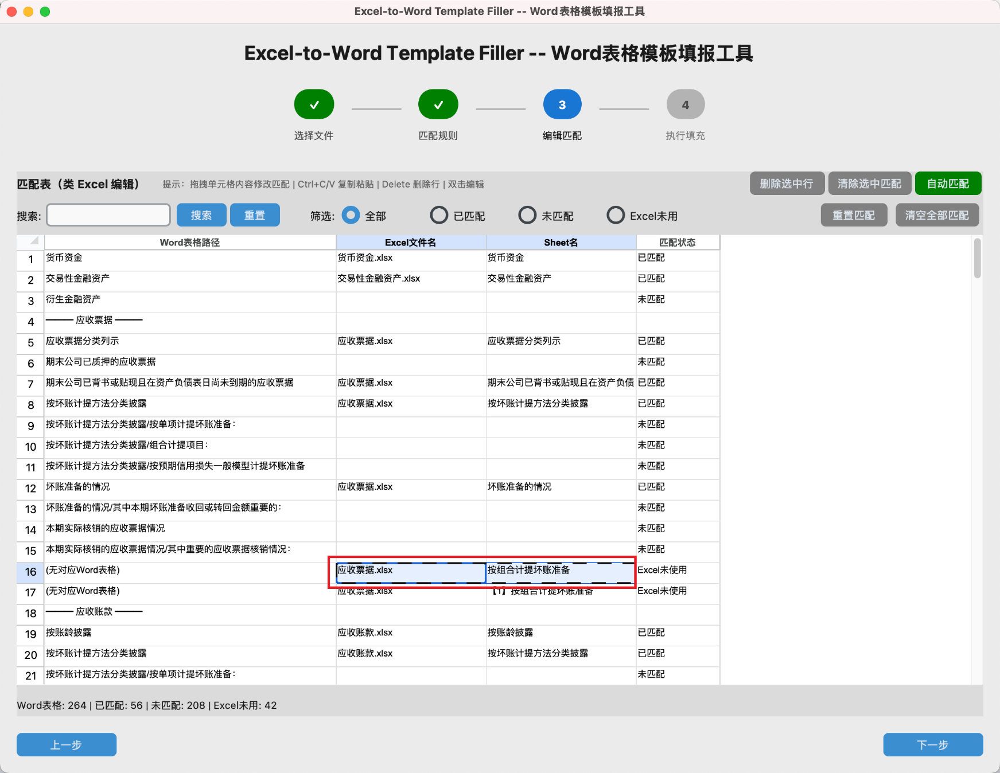 Excel-to-Word Template Filler -- Word表格模板填报工具
Excel-to-Word Template Filler -- Word表格模板填报工具
3 4
选择文件 匹配规则 编辑匹配 执行填充
匹配表（类 Excel 编辑） 提示：拖拽单元格内容修改匹配 | Ctrl+C/V 复制粘贴 | Delete 删除行 | 双击编辑 删除选中行 清除选中匹配 自动匹配
搜索: 搜索 重置 筛选: 全部 已匹配 未匹配 Excel未用 重置匹配 清空全部匹配
Word表格路径 Excel文件名 Sheet名 匹配状态
1 货币资金 货币资金.xlsx 货币资金 已匹配
2 交易性金融资产 交易性金融资产.xlsx 交易性金融资产 已匹配
3 衍生金融资产 未匹配
4 ——— 应收票据 ———
5 应收票据分类列示 应收票据.xlsx 应收票据分类列示 已匹配
6 期末公司已质押的应收票据 未匹配
7 期末公司已背书或贴现且在资产负债表日尚未到期的应收票据 应收票据.xlsx 期末公司已背书或贴现且在资产负债 已匹配
8 按坏账计提方法分类披露 应收票据.xlsx 按坏账计提方法分类披露 已匹配
9 按坏账计提方法分类披露/按单项计提坏账准备： 未匹配
10 按坏账计提方法分类披露/组合计提项目： 未匹配
11 按坏账计提方法分类披露/按预期信用损失一般模型计提坏账准备 未匹配
12 坏账准备的情况 应收票据.xlsx 坏账准备的情况 已匹配
13 坏账准备的情况/其中本期坏账准备收回或转回金额重要的： 未匹配
14 本期实际核销的应收票据情况 未匹配
15 本期实际核销的应收票据情况/其中重要的应收票据核销情况： 未匹配
16 (无对应Word表格) 应收票据.xlsx 按组合计提坏账准备 Excel未使用
17 (无对应Word表格) 应收票据.xlsx 【1】按组合计提坏账准备 Excel未使用
18 ——— 应收账款 ———
19 按账龄披露 应收账款.xlsx 按账龄披露 已匹配
20 按坏账计提方法分类披露 应收账款.xlsx 按坏账计提方法分类披露 已匹配
21 按坏账计提方法分类披露/按单项计提坏账准备： 未匹配
Word表格: 264 | 已匹配: 56 | 未匹配: 208 | Excel未用: 42
上一步 下一步